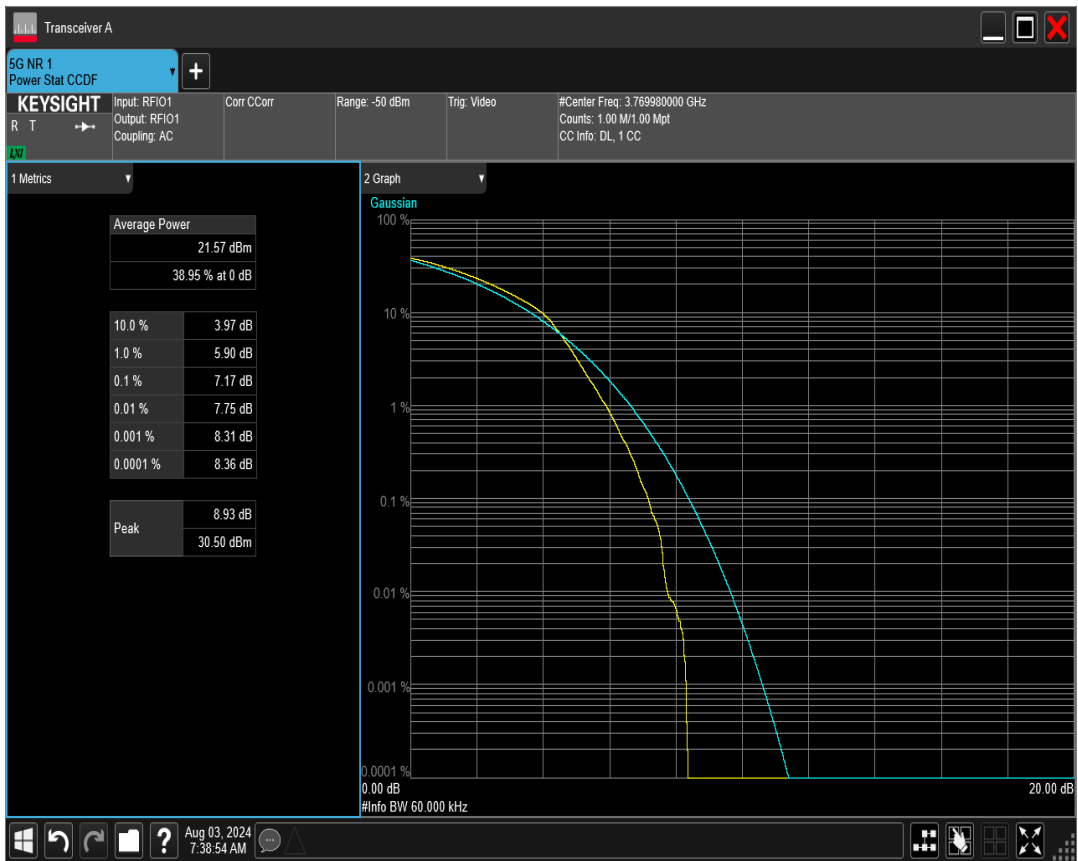 Transceiver A
5G NR 1
Power Stat CCDF
+
KEYSIGHT
R T
LXI
Input: RFIO1
Output: RFIO1
Coupling: AC
Corr CCorr
Range: -50 dBm
Trig: Video
#Center Freq: 3.769980000 GHz
Counts: 1.00 M/1.00 Mpt
CC Info: DL, 1 CC
1 Metrics
Average Power
21.57 dBm
38.95 % at 0 dB
10.0 % 3.97 dB
1.0 % 5.90 dB
0.1 % 7.17 dB
0.01 % 7.75 dB
0.001 % 8.31 dB
0.0001 % 8.36 dB
Peak
8.93 dB
30.50 dBm
2 Graph
Gaussian
100 %
10 %
1 %
0.1 %
0.01 %
0.001 %
0.0001 %
0.00 dB 20.00 dB
#Info BW 60.000 kHz
?
Aug 03, 2024
7:38:54 AM